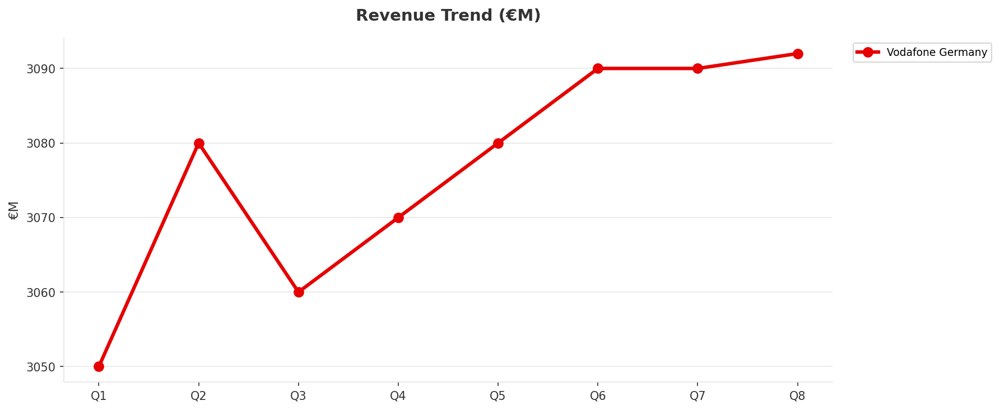 Revenue Trend (€M)
Vodafone Germany
€M
3090
3080
3070
3060
3050
Q1 Q2 Q3 Q4 Q5 Q6 Q7 Q8